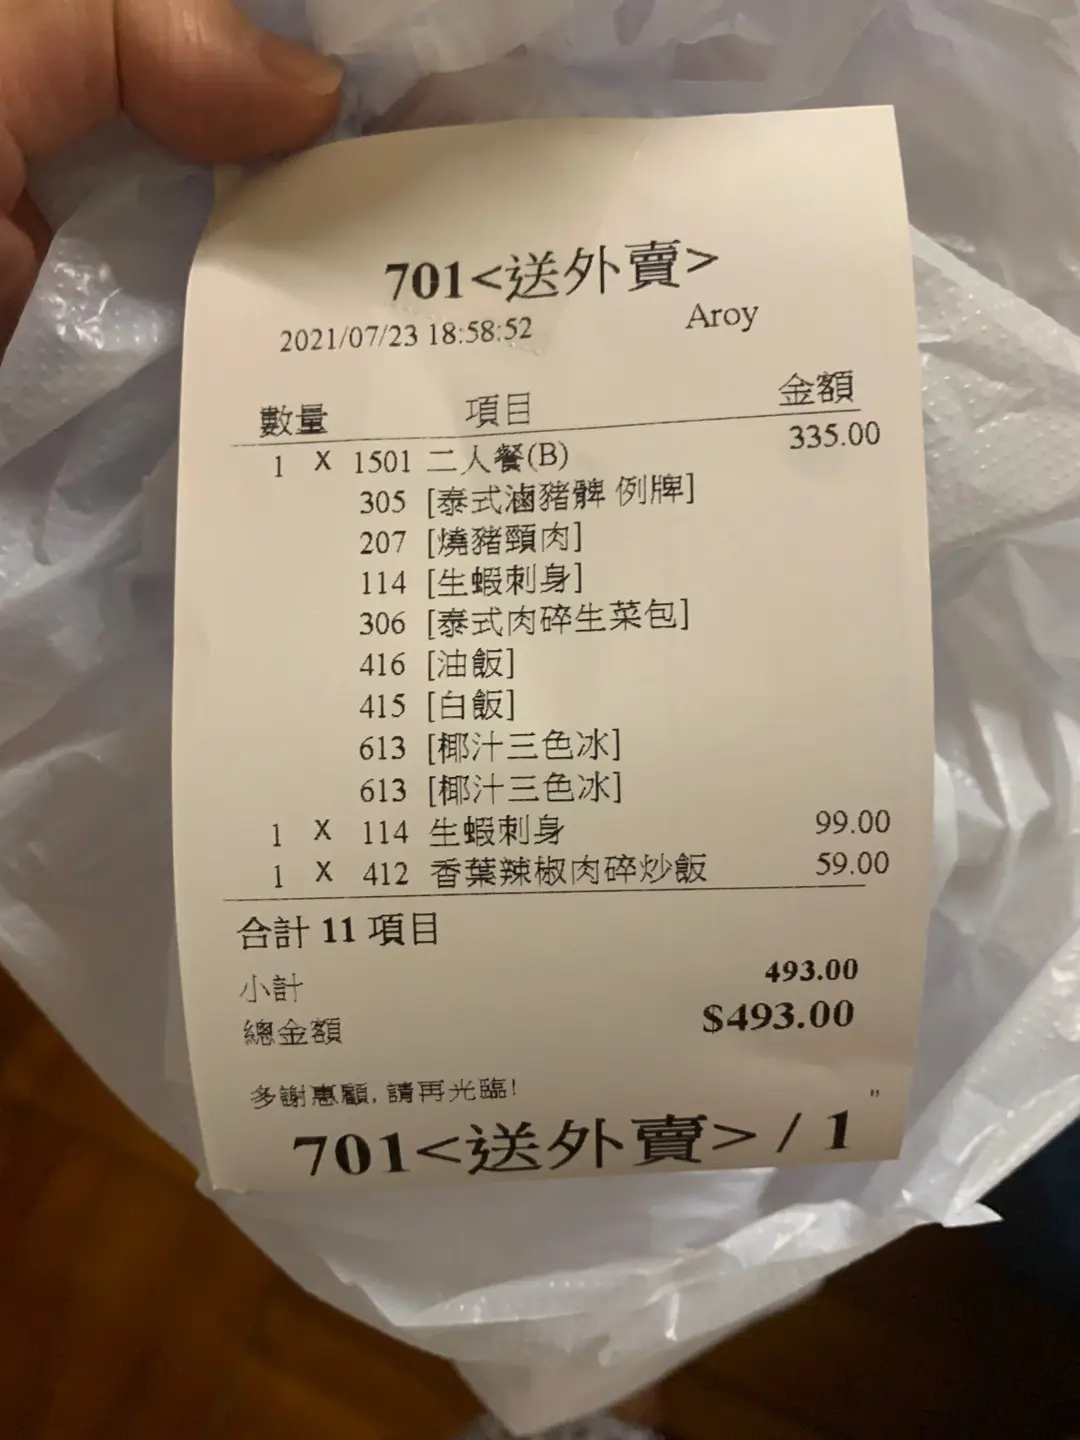 701<送外賣>
2021/07/23 18:58:52 Aroy
數量 項目 金額
1 X 1501 二人餐(B) 335.00
305 [泰式滷豬髀 例牌]
207 [燒豬頸肉]
114 [生蝦刺身]
306 [泰式肉碎生菜包]
416 [油飯]
415 [白飯]
613 [椰汁三色冰]
613 [椰汁三色冰]
1 X 114 生蝦刺身 99.00
1 X 412 香葉辣椒肉碎炒飯 59.00
合計 11 項目
小計 493.00
總金額 $493.00
多謝惠顧, 請再光臨! "
701<送外賣> / 1